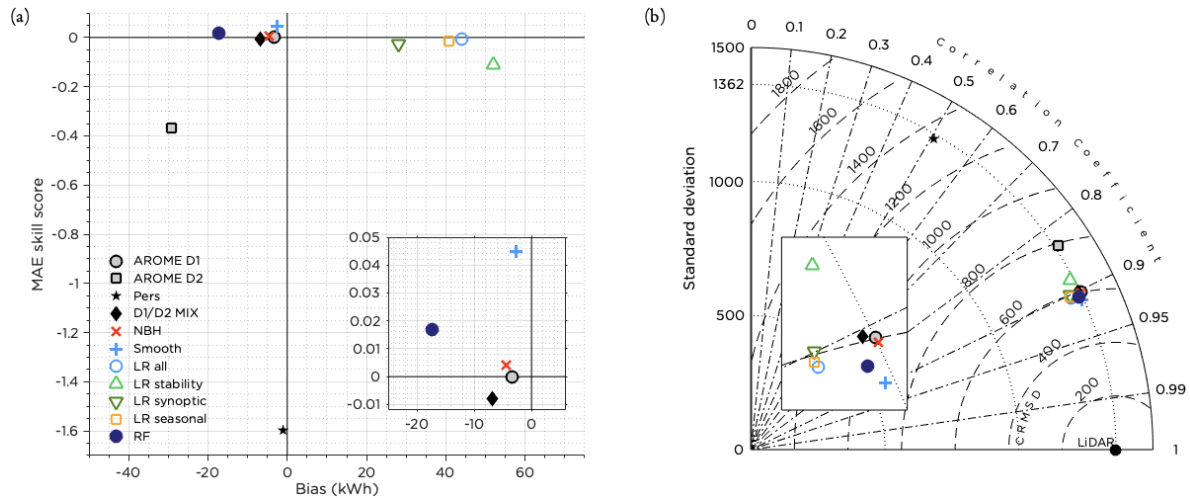 (a)
MAE skill score
0
-0.2
-0.4
-0.6
-0.8
-1
-1.2
-1.4
-1.6
-40
-20
0
20
40
60
Bias (kWh)
AROME D1
AROME D2
Pers
D1/D2 MIX
NBH
Smooth
LR all
LR stability
LR synoptic
LR seasonal
RF
0.05
0.04
0.03
0.02
0.01
0
-0.01
-20
0
(b)
Standard deviation
1500
1362
1000
500
0
0
0.1
0.2
0.3
0.4
0.5
0.6
0.7
0.8
0.9
0.95
0.99
1
Correlation Coefficient
1800
1600
1400
1200
1000
800
600
400
200
CRMSD
LiDAR